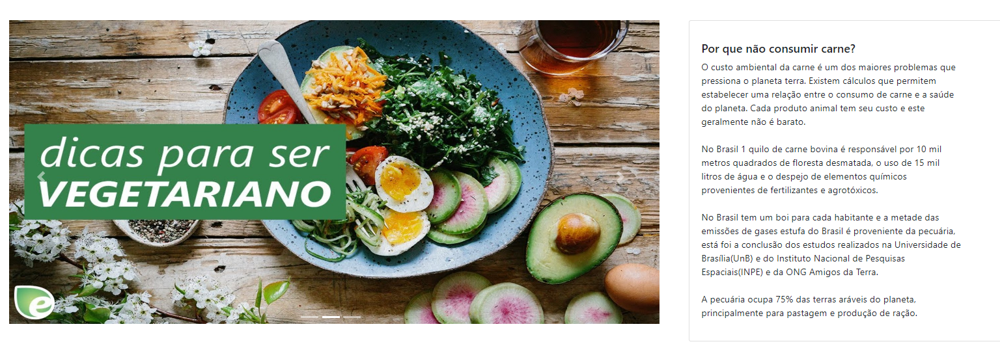 dicas para ser
VEGETARIANO
e
Por que não consumir carne?
O custo ambiental da carne é um dos maiores problemas que
pressiona o planeta terra. Existem cálculos que permitem
estabelecer uma relação entre o consumo de carne e a saúde
do planeta. Cada produto animal tem seu custo e este
geralmente não é barato.
No Brasil 1 quilo de carne bovina é responsável por 10 mil
metros quadrados de floresta desmatada, o uso de 15 mil
litros de água e o despejo de elementos químicos
provenientes de fertilizantes e agrotóxicos.
No Brasil tem um boi para cada habitante e a metade das
emissões de gases estufa do Brasil é proveniente da pecuária,
está foi a conclusão dos estudos realizados na Universidade de
Brasília(UnB) e do Instituto Nacional de Pesquisas
Espaciais(INPE) e da ONG Amigos da Terra.
A pecuária ocupa 75% das terras aráveis do planeta,
principalmente para pastagem e produção de ração.